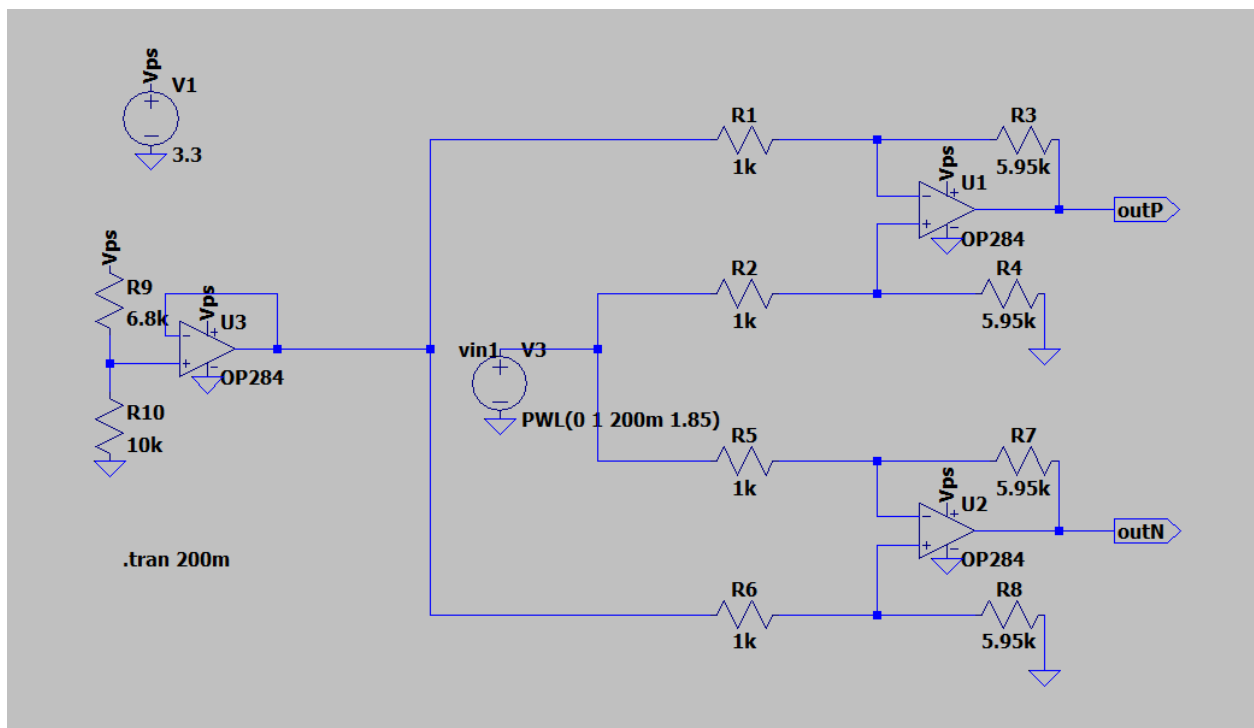 Vps
V1
3.3
R1
1k
R3
5.95k
Vps
U1
OP284
outP
R2
1k
R4
5.95k
Vps
R9
6.8k
Vps
U3
OP284
R10
10k
vin1
V3
PWL(0 1 200m 1.85)
R5
1k
R7
5.95k
Vps
U2
OP284
outN
R6
1k
R8
5.95k
.tran 200m